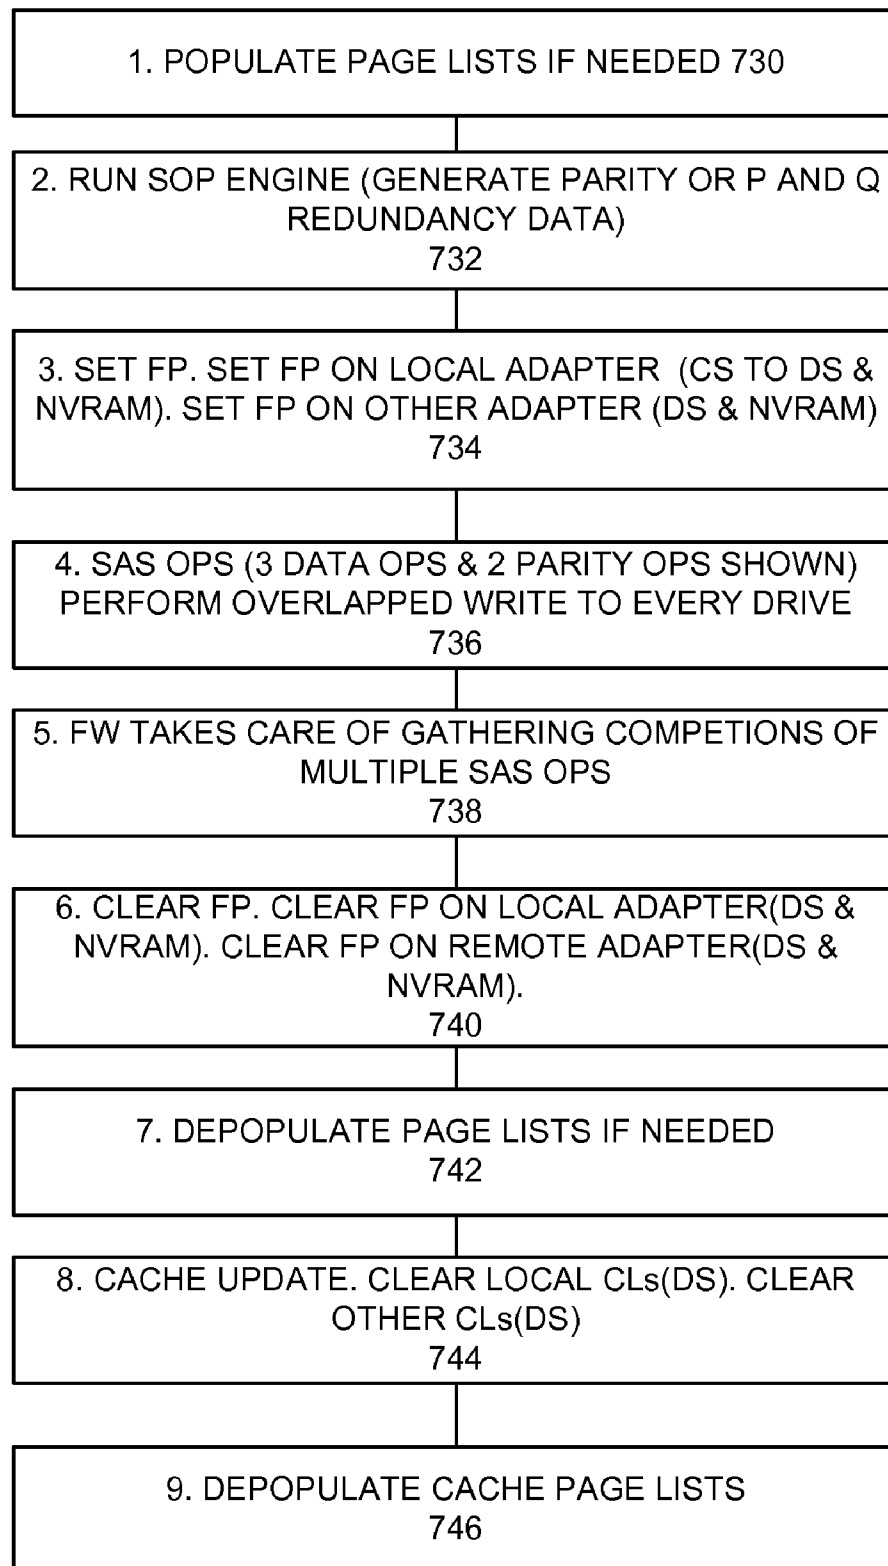 1. POPULATE PAGE LISTS IF NEEDED 730
2. RUN SOP ENGINE (GENERATE PARITY OR P AND Q
REDUNDANCY DATA)
732
3. SET FP. SET FP ON LOCAL ADAPTER (CS TO DS &
NVRAM). SET FP ON OTHER ADAPTER (DS & NVRAM)
734
4. SAS OPS (3 DATA OPS & 2 PARITY OPS SHOWN)
PERFORM OVERLAPPED WRITE TO EVERY DRIVE
736
5. FW TAKES CARE OF GATHERING COMPETIONS OF
MULTIPLE SAS OPS
738
6. CLEAR FP. CLEAR FP ON LOCAL ADAPTER(DS &
NVRAM). CLEAR FP ON REMOTE ADAPTER(DS &
NVRAM).
740
7. DEPOPULATE PAGE LISTS IF NEEDED
742
8. CACHE UPDATE. CLEAR LOCAL CLs(DS). CLEAR
OTHER CLs(DS)
744
9. DEPOPULATE CACHE PAGE LISTS
746